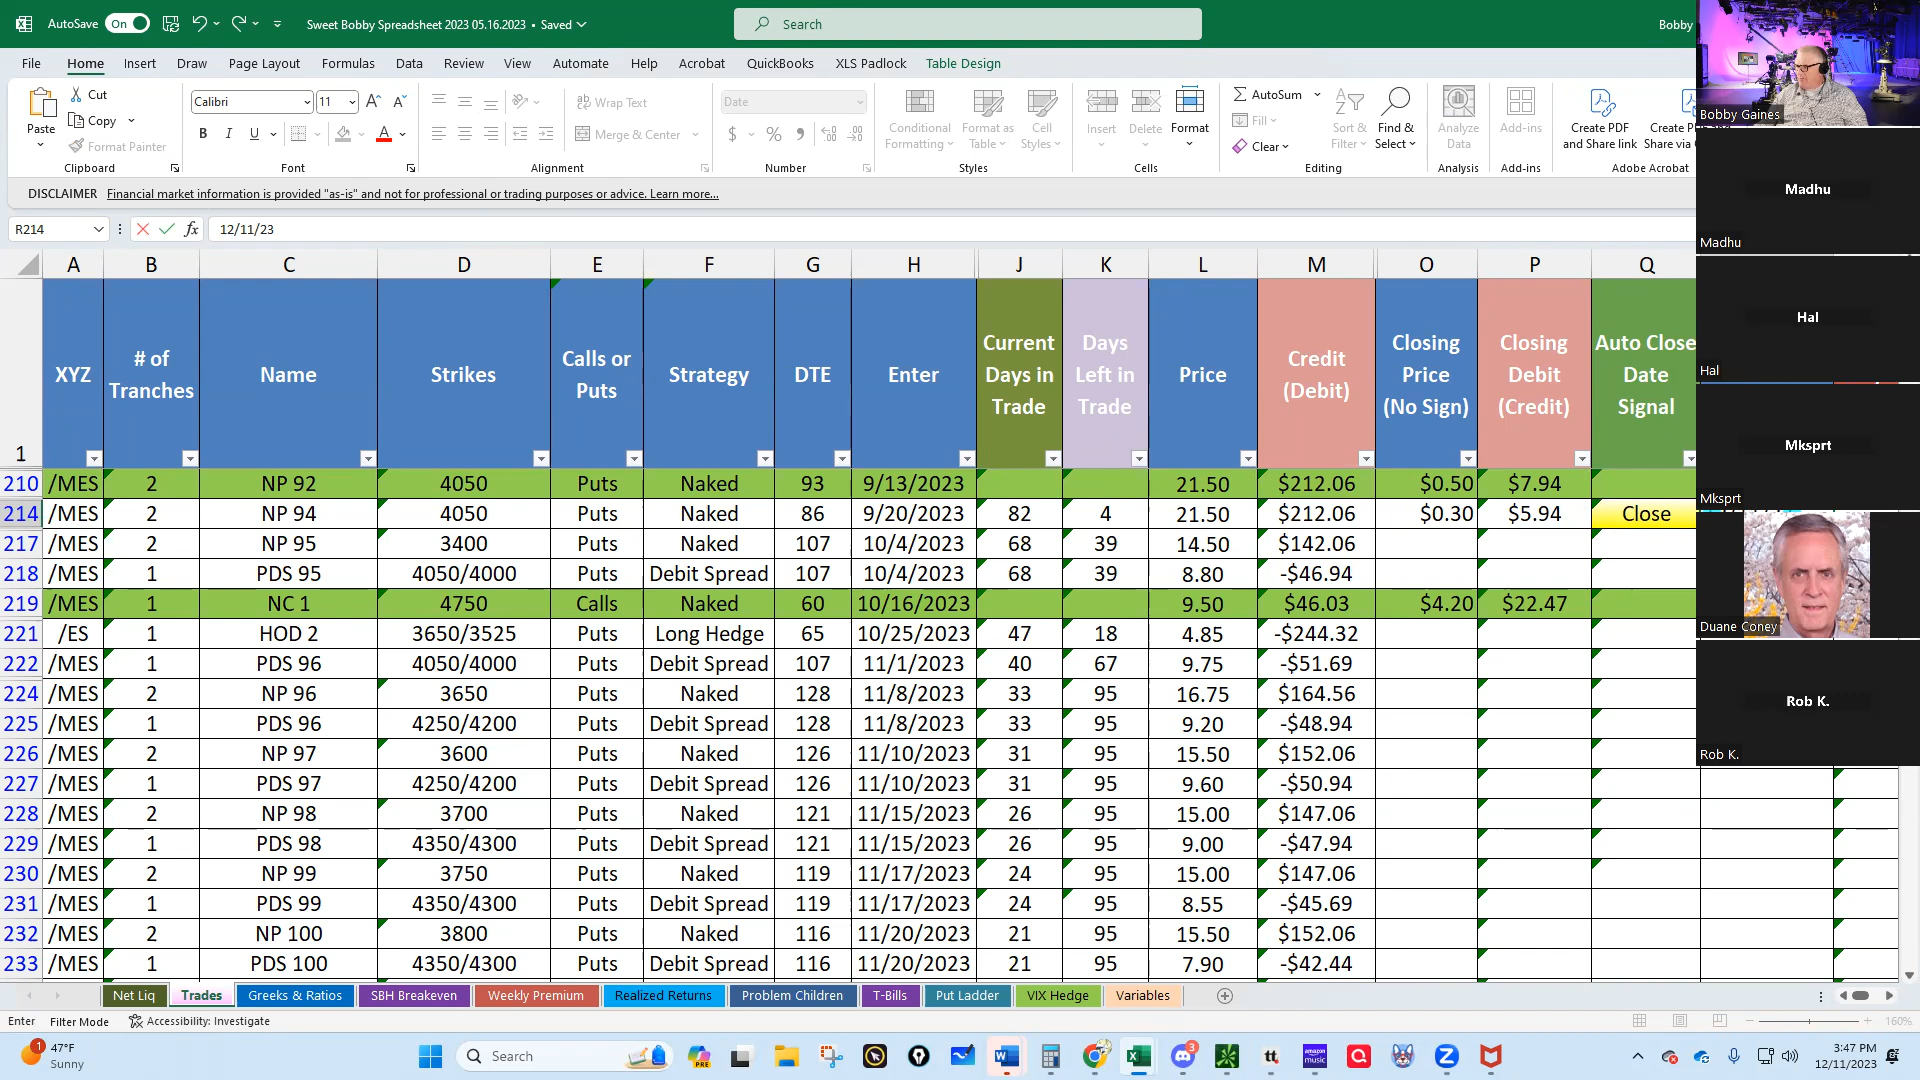 AutoSave On Sweet Bobby Spreadsheet 2023 05.16.2023 • Saved Search Bobby
File Home Insert Draw Page Layout Formulas Data Review View Automate Help Acrobat QuickBooks XLS Padlock Table Design
Paste Cut Copy Format Painter Clipboard
Calibri 11 B I U A Font
ab Wrap Text Merge & Center Alignment
Date $ % Number
Conditional Formatting Format as Table Cell Styles Styles
Insert Delete Format Cells
AutoSum Fill Clear Sort & Filter Find & Select Editing
Analyze Data Analysis
Add-ins Add-ins
Create PDF and Share link Create P Share via Adobe Acrobat
DISCLAIMER Financial market information is provided "as-is" and not for professional or trading purposes or advice. Learn more...
R214 fx 12/11/23
A B C D E F G H J K L M O P Q
1 XYZ # of Tranches Name Strikes Calls or Puts Strategy DTE Enter Current Days in Trade Days Left in Trade Price Credit (Debit) Closing Price (No Sign) Closing Debit (Credit) Auto Close Date Signal
210 /MES 2 NP 92 4050 Puts Naked 93 9/13/2023 21.50 $212.06 $0.50 $7.94
214 /MES 2 NP 94 4050 Puts Naked 86 9/20/2023 82 4 21.50 $212.06 $0.30 $5.94 Close
217 /MES 2 NP 95 3400 Puts Naked 107 10/4/2023 68 39 14.50 $142.06
218 /MES 1 PDS 95 4050/4000 Puts Debit Spread 107 10/4/2023 68 39 8.80 -$46.94
219 /MES 1 NC 1 4750 Calls Naked 60 10/16/2023 9.50 $46.03 $4.20 $22.47
221 /ES 1 HOD 2 3650/3525 Puts Long Hedge 65 10/25/2023 47 18 4.85 -$244.32
222 /MES 1 PDS 96 4050/4000 Puts Debit Spread 107 11/1/2023 40 67 9.75 -$51.69
224 /MES 2 NP 96 3650 Puts Naked 128 11/8/2023 33 95 16.75 $164.56
225 /MES 1 PDS 96 4250/4200 Puts Debit Spread 128 11/8/2023 33 95 9.20 -$48.94
226 /MES 2 NP 97 3600 Puts Naked 126 11/10/2023 31 95 15.50 $152.06
227 /MES 1 PDS 97 4250/4200 Puts Debit Spread 126 11/10/2023 31 95 9.60 -$50.94
228 /MES 2 NP 98 3700 Puts Naked 121 11/15/2023 26 95 15.00 $147.06
229 /MES 1 PDS 98 4350/4300 Puts Debit Spread 121 11/15/2023 26 95 9.00 -$47.94
230 /MES 2 NP 99 3750 Puts Naked 119 11/17/2023 24 95 15.00 $147.06
231 /MES 1 PDS 99 4350/4300 Puts Debit Spread 119 11/17/2023 24 95 8.55 -$45.69
232 /MES 2 NP 100 3800 Puts Naked 116 11/20/2023 21 95 15.50 $152.06
233 /MES 1 PDS 100 4350/4300 Puts Debit Spread 116 11/20/2023 21 95 7.90 -$42.44
Bobby Gaines
Madhu
Madhu
Hal
Hal
Mksprt
Mksprt
Duane Coney
Rob K.
Rob K.
Net Liq Trades Greeks & Ratios SBH Breakeven Weekly Premium Realized Returns Problem Children T-Bills Put Ladder VIX Hedge Variables
Enter Filter Mode Accessibility: Investigate 160%
1 47°F Sunny Search PRE W tt amazon music 3 Q Z 3:47 PM 12/11/2023